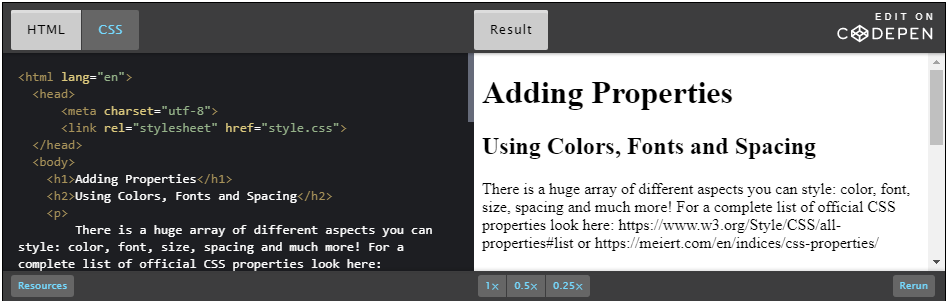 HTML CSS Result EDIT ON
CODEPEN
<html lang="en">
<head>
<meta charset="utf-8">
<link rel="stylesheet" href="style.css">
</head>
<body>
<h1>Adding Properties</h1>
<h2>Using Colors, Fonts and Spacing</h2>
<p>
There is a huge array of different aspects you can
style: color, font, size, spacing and much more! For a
complete list of official CSS properties look here:
Adding Properties
Using Colors, Fonts and Spacing
There is a huge array of different aspects you can style: color, font,
size, spacing and much more! For a complete list of official CSS
properties look here: https://www.w3.org/Style/CSS/all-
properties#list or https://meiert.com/en/indices/css-properties/
Resources 1× 0.5× 0.25× Rerun